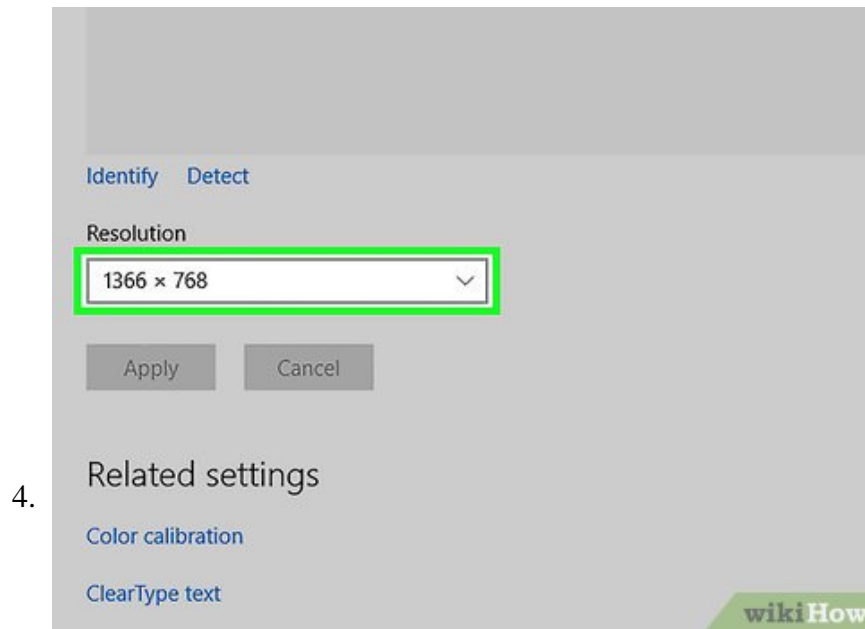 Identify Detect
Resolution
1366 × 768
Apply Cancel
Related settings
4.
Color calibration
ClearType text
wikiHow